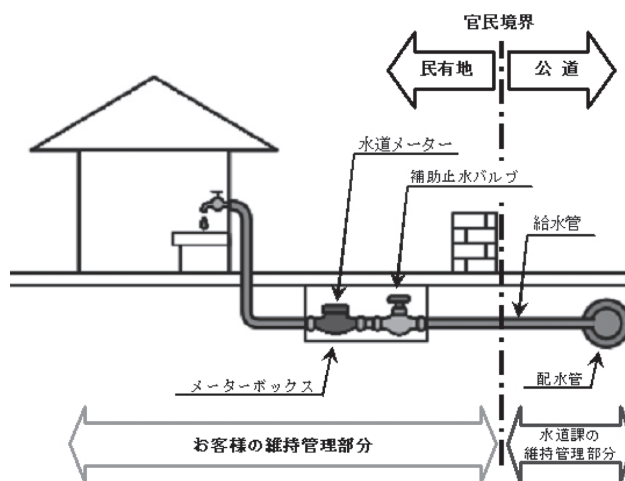 官民境界
民有地
公道
水道メーター
補助止水バルブ
給水管
メーターボックス
配水管
お客様の維持管理部分
水道課の
維持管理部分